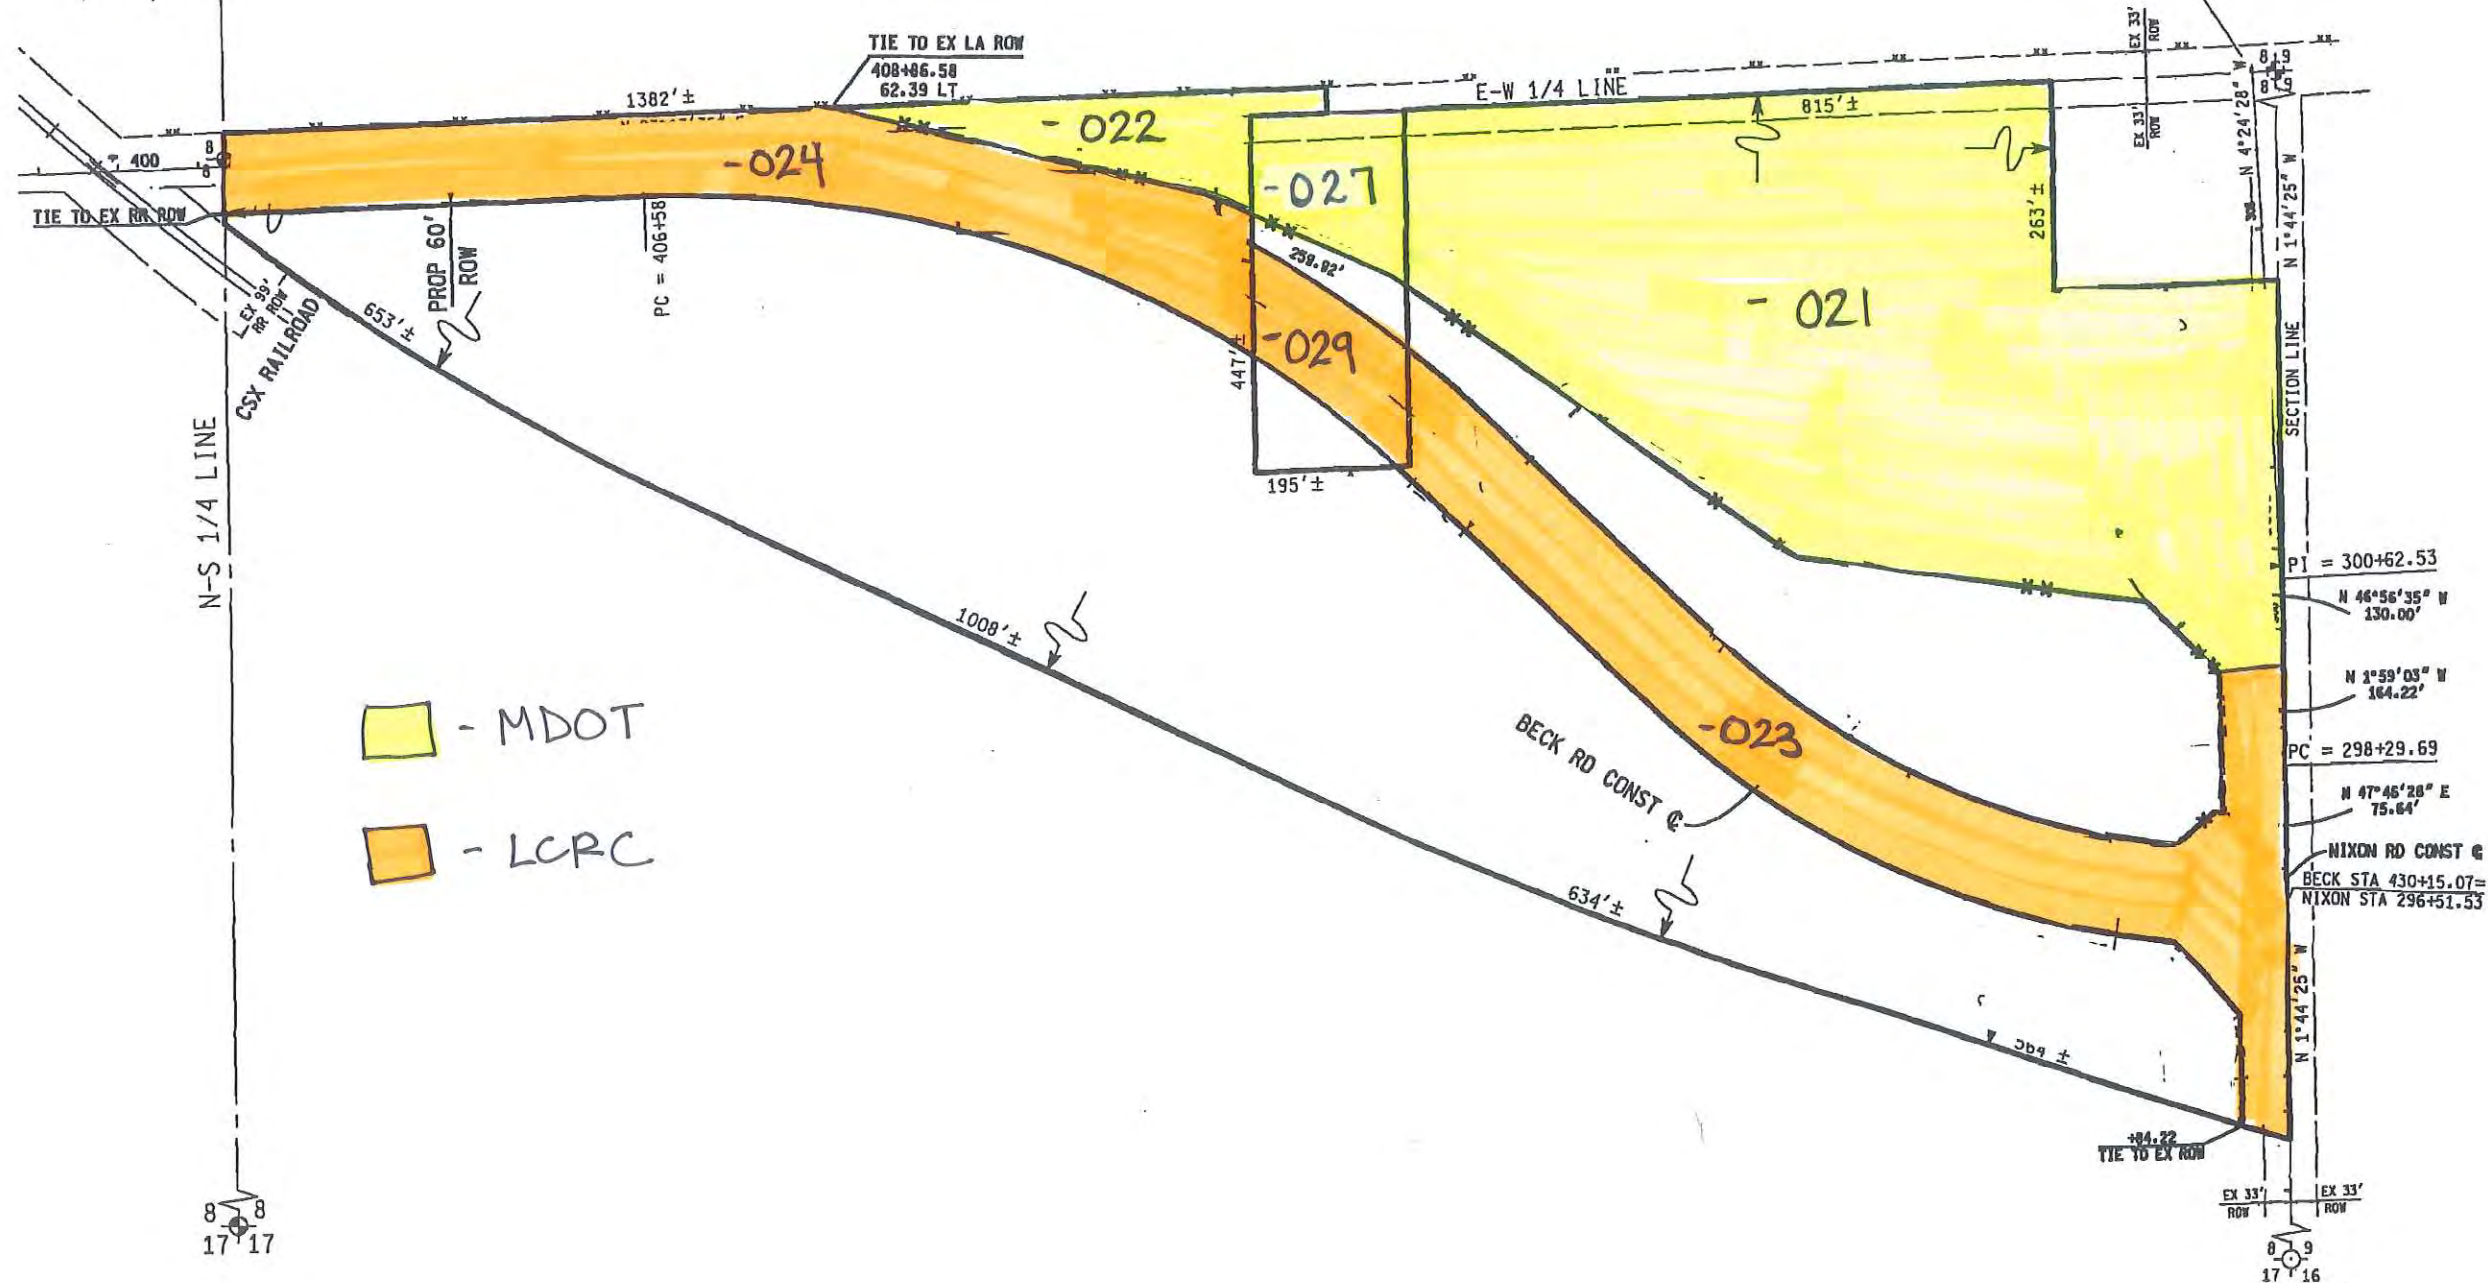 TIE TO EX LA ROW
408+86.58
62.39 LT
1382'±
E-W 1/4 LINE
815'±
EX 33'
ROW
EX 33'
ROW
8 9
8 9
N 4°24'28" W
N 1°44'25" W
400
8
8
TIE TO EX RR ROW
-024
- 022
-027
-029
- 021
-023
263'±
259.92'
447'±
195'±
PROP 60'
ROW
PC = 406+58
EX 99'
RR ROW
CSX RAILROAD
653'±
N-S 1/4 LINE
1008'±
634'±
SECTION LINE
PI = 300+62.53
N 46°56'35" W
130.00'
N 1°59'03" W
164.22'
PC = 298+29.69
N 47°46'28" E
75.64'
NIXON RD CONST ℄
BECK STA 430+15.07=
NIXON STA 296+51.53
BECK RD CONST ℄
- MDOT
- LCRC
N 1°44'25" W
+84.22
TIE TO EX ROW
EX 33'
ROW
EX 33'
ROW
8 8
17 17
8 9
17 16